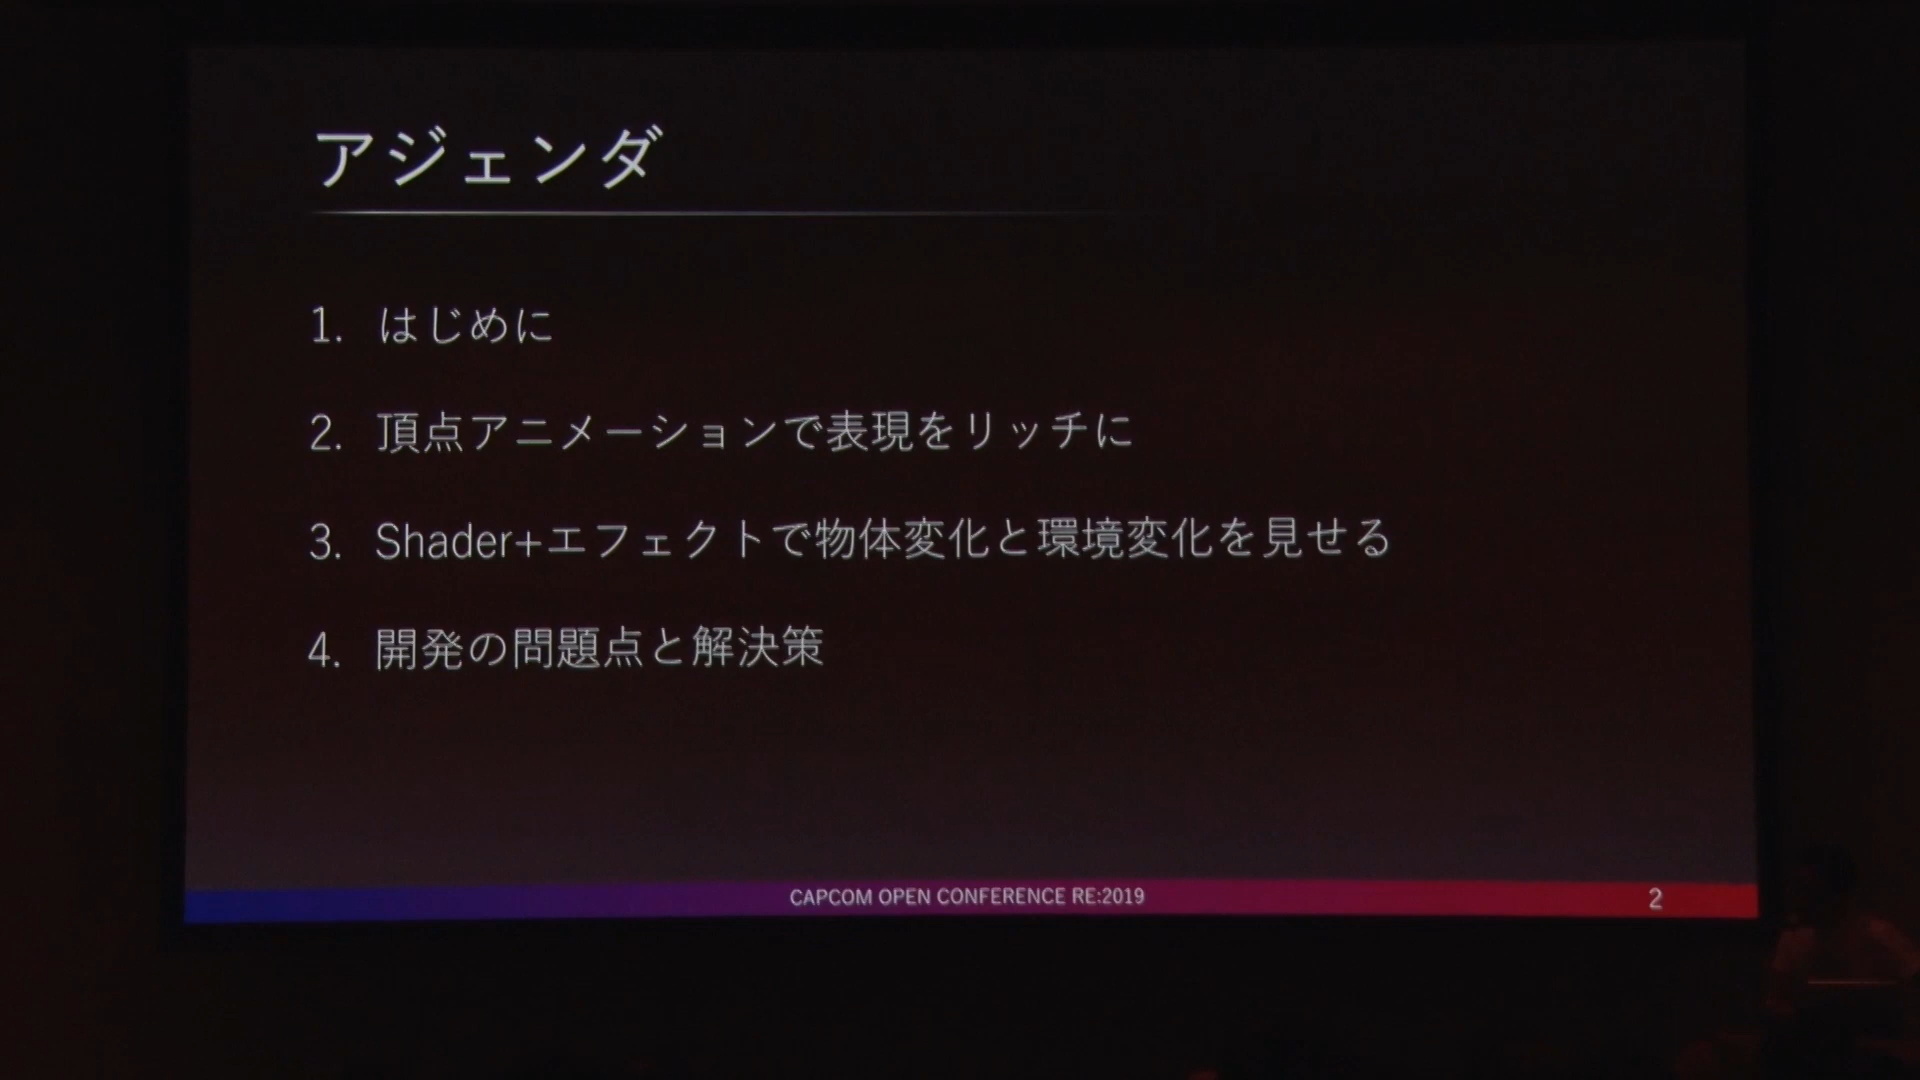 アジェンダ
1. はじめに
2. 頂点アニメーションで表現をリッチに
3. Shader+エフェクトで物体変化と環境変化を見せる
4. 開発の問題点と解決策
CAPCOM OPEN CONFERENCE RE:2019
2